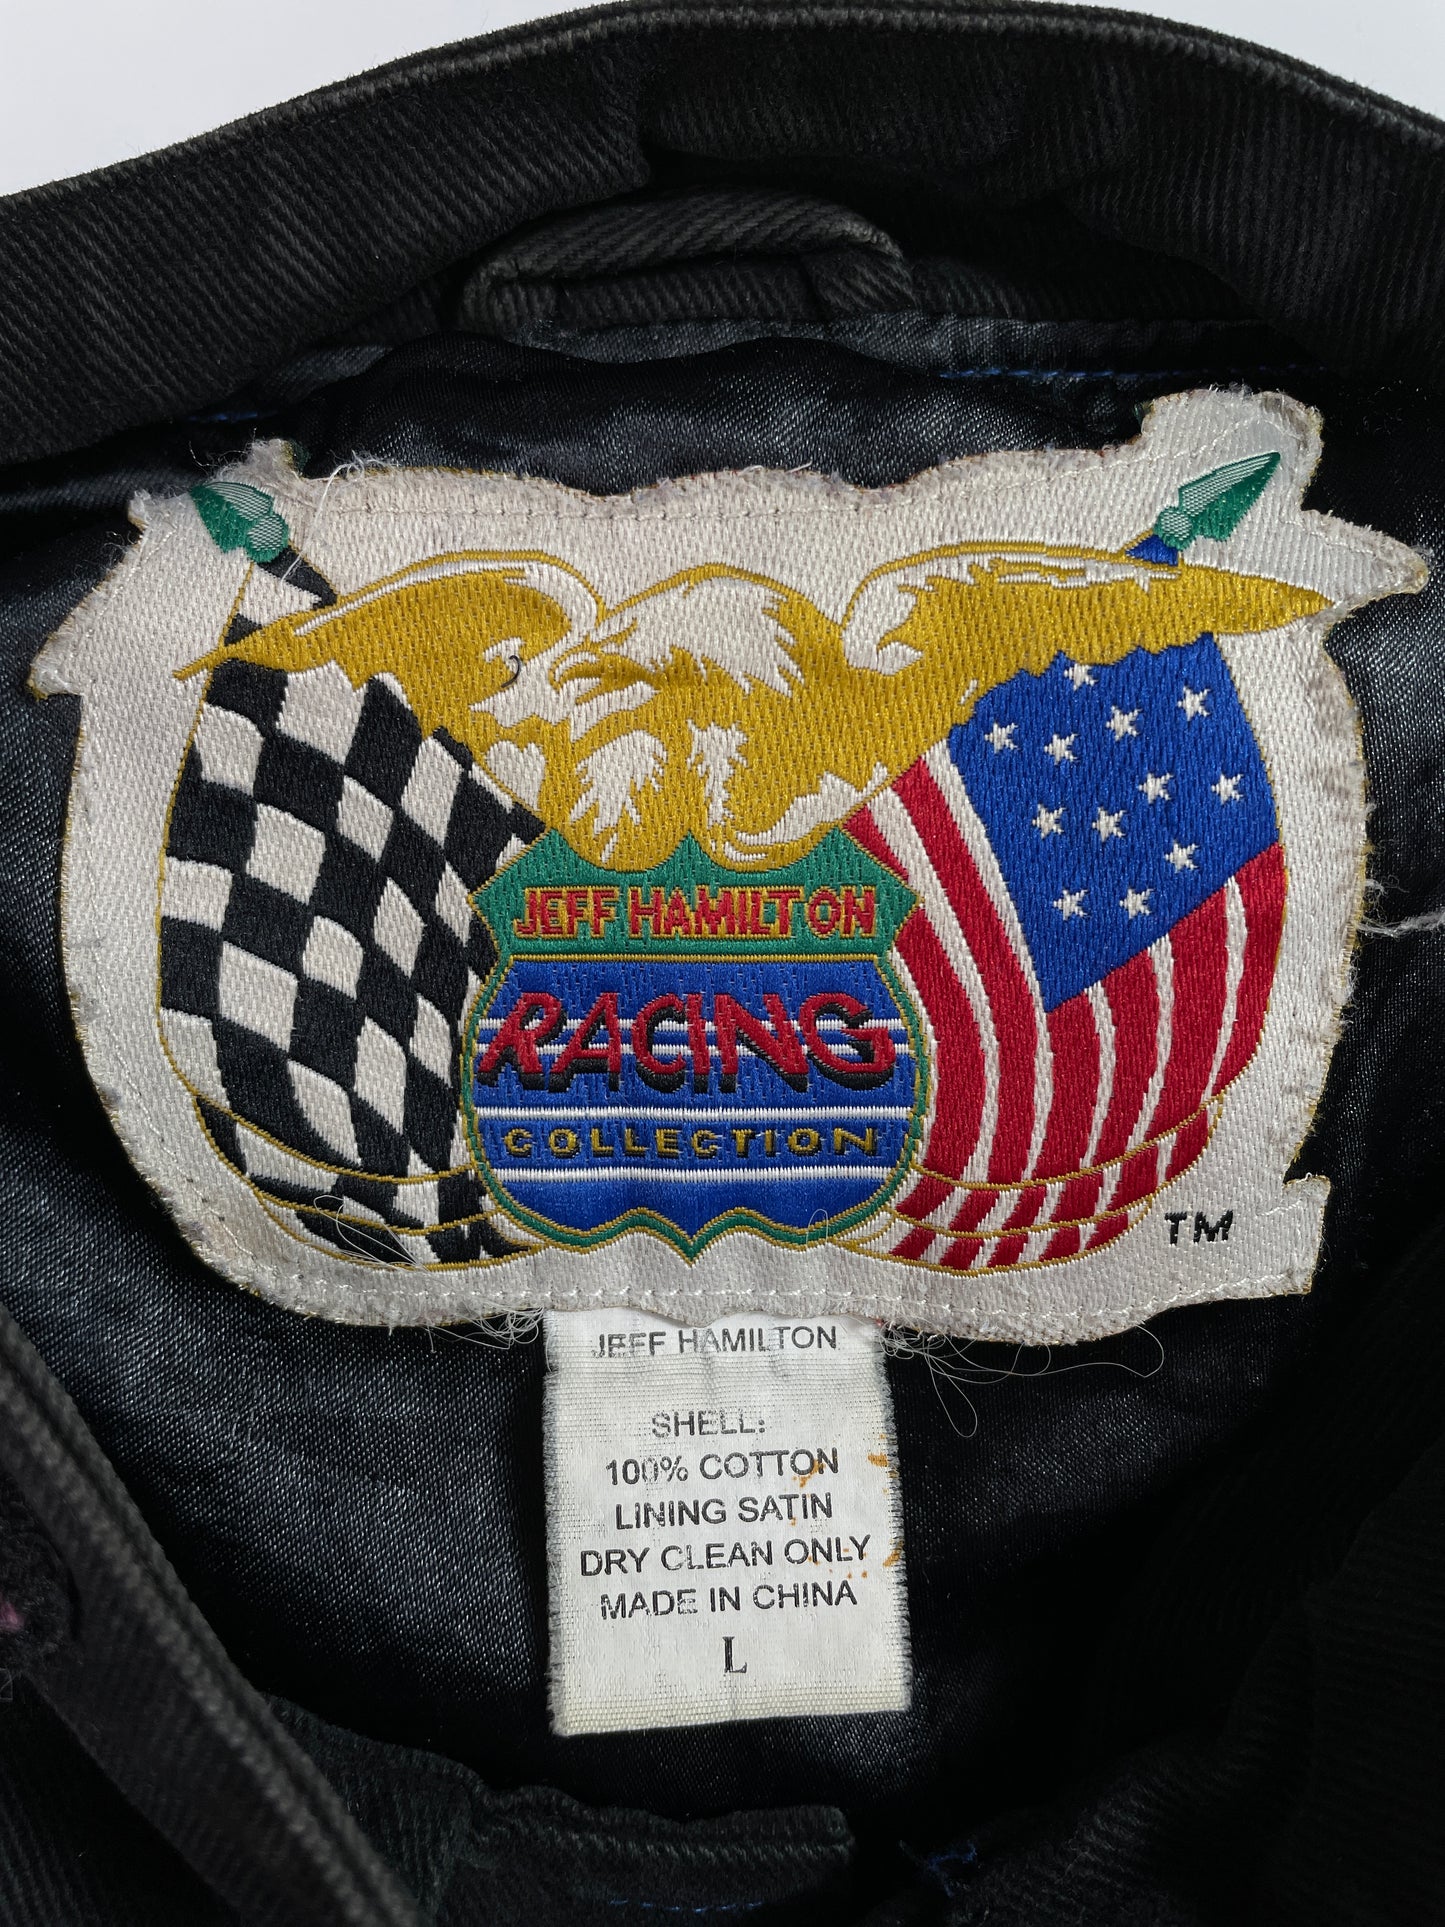 JEFF HAMILTON
RACING
COLLECTION
TM
JEFF HAMILTON
SHELL:
100% COTTON
LINING SATIN
DRY CLEAN ONLY
MADE IN CHINA
L